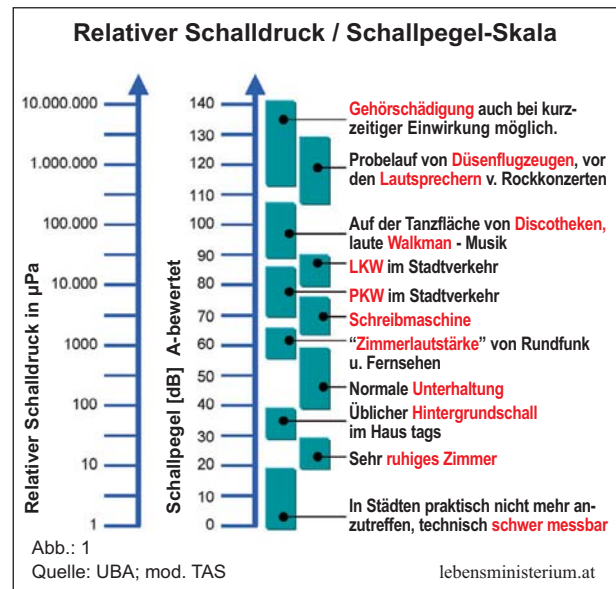 Relativer Schalldruck / Schallpegel-Skala
Relativer Schalldruck in µPa
10.000.000
1.000.000
100.000
10.000
1000
100
10
1
Schallpegel [dB] A-bewertet
140
130
120
110
100
90
80
70
60
50
40
30
20
10
0
Gehörschädigung auch bei kurz-
zeitiger Einwirkung möglich.
Probelauf von Düsenflugzeugen, vor
den Lautsprechern v. Rockkonzerten
Auf der Tanzfläche von Discotheken,
laute Walkman - Musik
LKW im Stadtverkehr
PKW im Stadtverkehr
Schreibmaschine
“Zimmerlautstärke” von Rundfunk
u. Fernsehen
Normale Unterhaltung
Üblicher Hintergrundschall
im Haus tags
Sehr ruhiges Zimmer
In Städten praktisch nicht mehr an-
zutreffen, technisch schwer messbar
Abb.: 1
Quelle: UBA; mod. TAS
lebensministerium.at